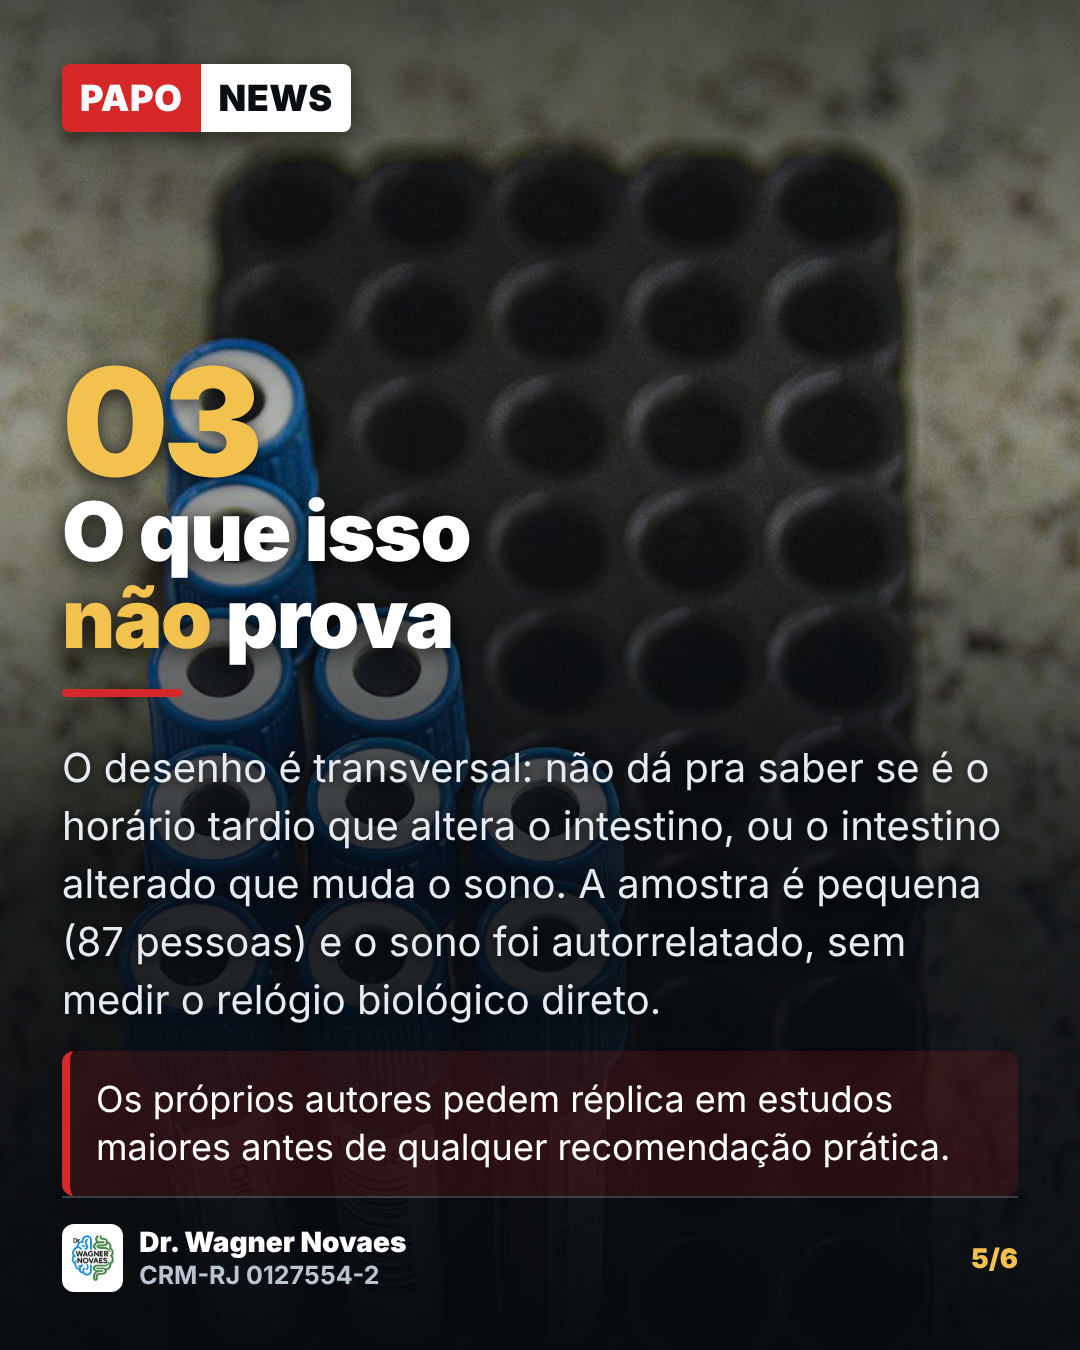 PAPO NEWS
03
O que isso
não prova
O desenho é transversal: não dá pra saber se é o
horário tardio que altera o intestino, ou o intestino
alterado que muda o sono. A amostra é pequena
(87 pessoas) e o sono foi autorrelatado, sem
medir o relógio biológico direto.
Os próprios autores pedem réplica em estudos
maiores antes de qualquer recomendação prática.
Dr.
WAGNER
NOVAES
Dr. Wagner Novaes
CRM-RJ 0127554-2
5/6